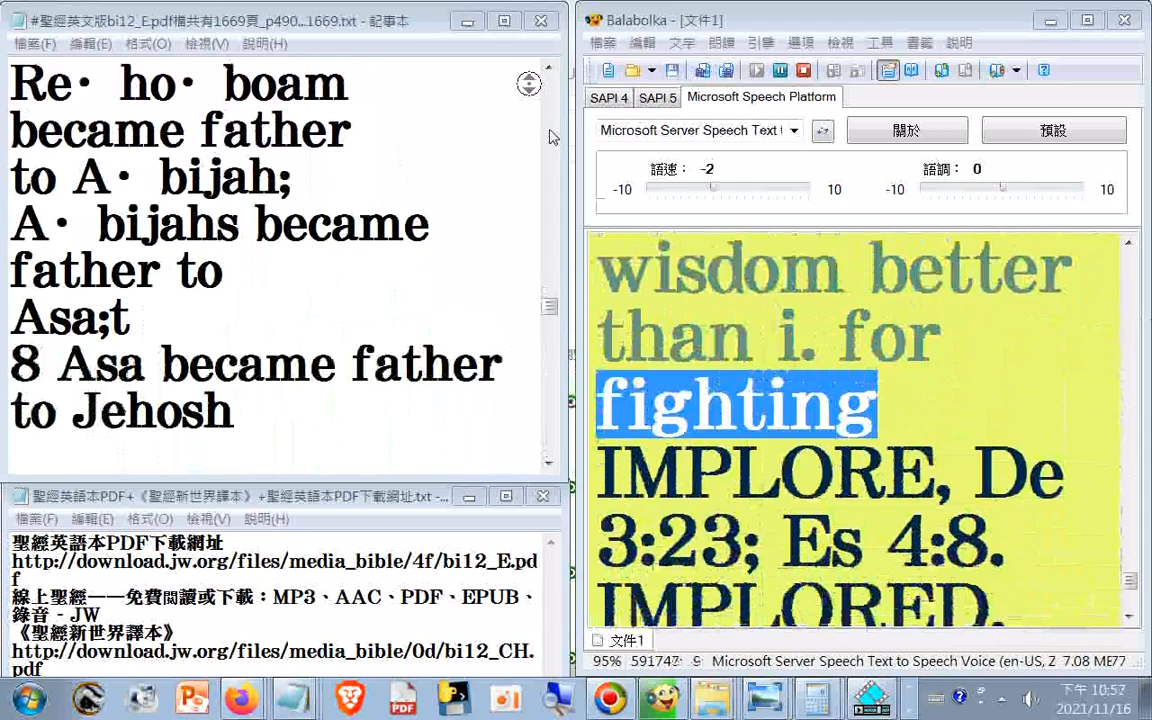 #聖經英文版bi12_E.pdf檔共有1669頁_p490...1669.txt - 記事本
檔案(F) 編輯(E) 格式(O) 檢視(V) 說明(H)
Re· ho· boam
became father
to A· bijah;
A· bijahs became
father to
Asa;t
8 Asa became father
to Jehosh
聖經英語本PDF+《聖經新世界譯本》+聖經英語本PDF下載網址.txt -...
檔案(F) 編輯(E) 格式(O) 檢視(V) 說明(H)
聖經英語本PDF下載網址
http://download.jw.org/files/media_bible/4f/bi12_E.pd
f
線上聖經——免費閱讀或下載：MP3、AAC、PDF、EPUB、
錄音 - JW
《聖經新世界譯本》
http://download.jw.org/files/media_bible/0d/bi12_CH.
pdf
Balabolka - [文件1]
檔案 編輯 文字 朗讀 引擎 選項 檢視 工具 書籤 說明
SAPI 4 SAPI 5 Microsoft Speech Platform
Microsoft Server Speech Text 關於 預設
語速： -2 語調： 0
-10 10 -10 10
wisdom better
than i. for
fighting
IMPLORE, De
3:23; Es 4:8.
IMPLORED,
文件1
95% Microsoft Server Speech Text to Speech Voice (en-US, Z 7.08 ME
下午 10:57
2021/11/16